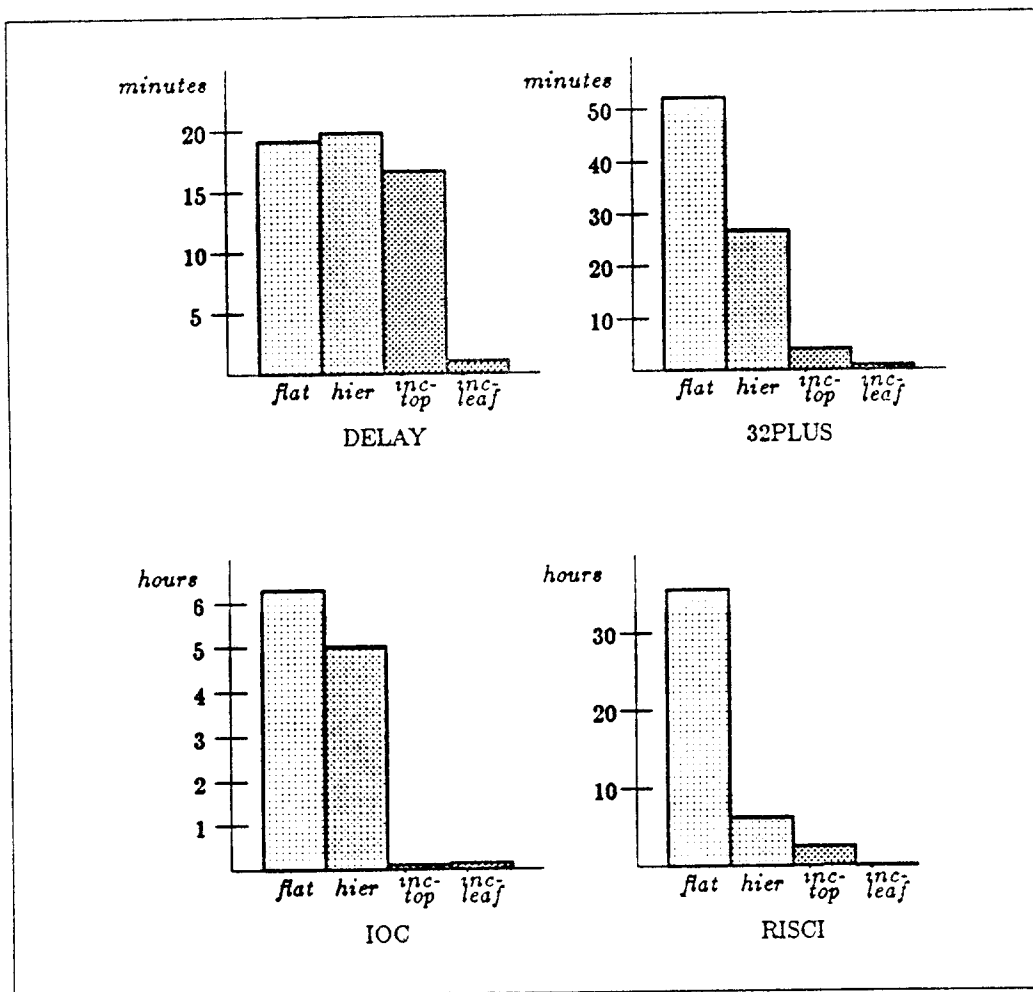 minutes
20
15
10
5
flat hier inc- inc-
top leaf
DELAY
minutes
50
40
30
20
10
flat hier inc- inc-
top leaf
32PLUS
hours
6
5
4
3
2
1
flat hier inc- inc-
top leaf
IOC
hours
30
20
10
flat hier inc- inc-
top leaf
RISCI